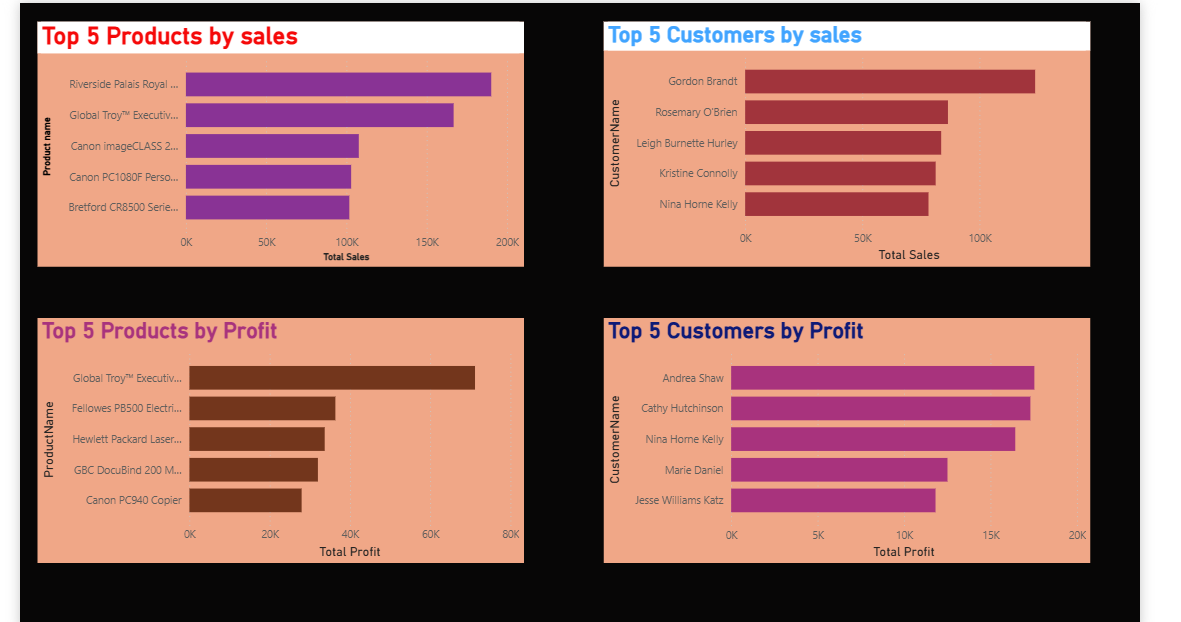 Top 5 Products by sales
Product name
Riverside Palais Royal ...
Global Troy™ Executiv...
Canon imageCLASS 2...
Canon PC1080F Perso...
Bretford CR8500 Serie...
0K 50K 100K 150K 200K
Total Sales
Top 5 Customers by sales
CustomerName
Gordon Brandt
Rosemary O'Brien
Leigh Burnette Hurley
Kristine Connolly
Nina Horne Kelly
0K 50K 100K
Total Sales
Top 5 Products by Profit
ProductName
Global Troy™ Executiv...
Fellowes PB500 Electri...
Hewlett Packard Laser...
GBC DocuBind 200 M...
Canon PC940 Copier
0K 20K 40K 60K 80K
Total Profit
Top 5 Customers by Profit
CustomerName
Andrea Shaw
Cathy Hutchinson
Nina Horne Kelly
Marie Daniel
Jesse Williams Katz
0K 5K 10K 15K 20K
Total Profit